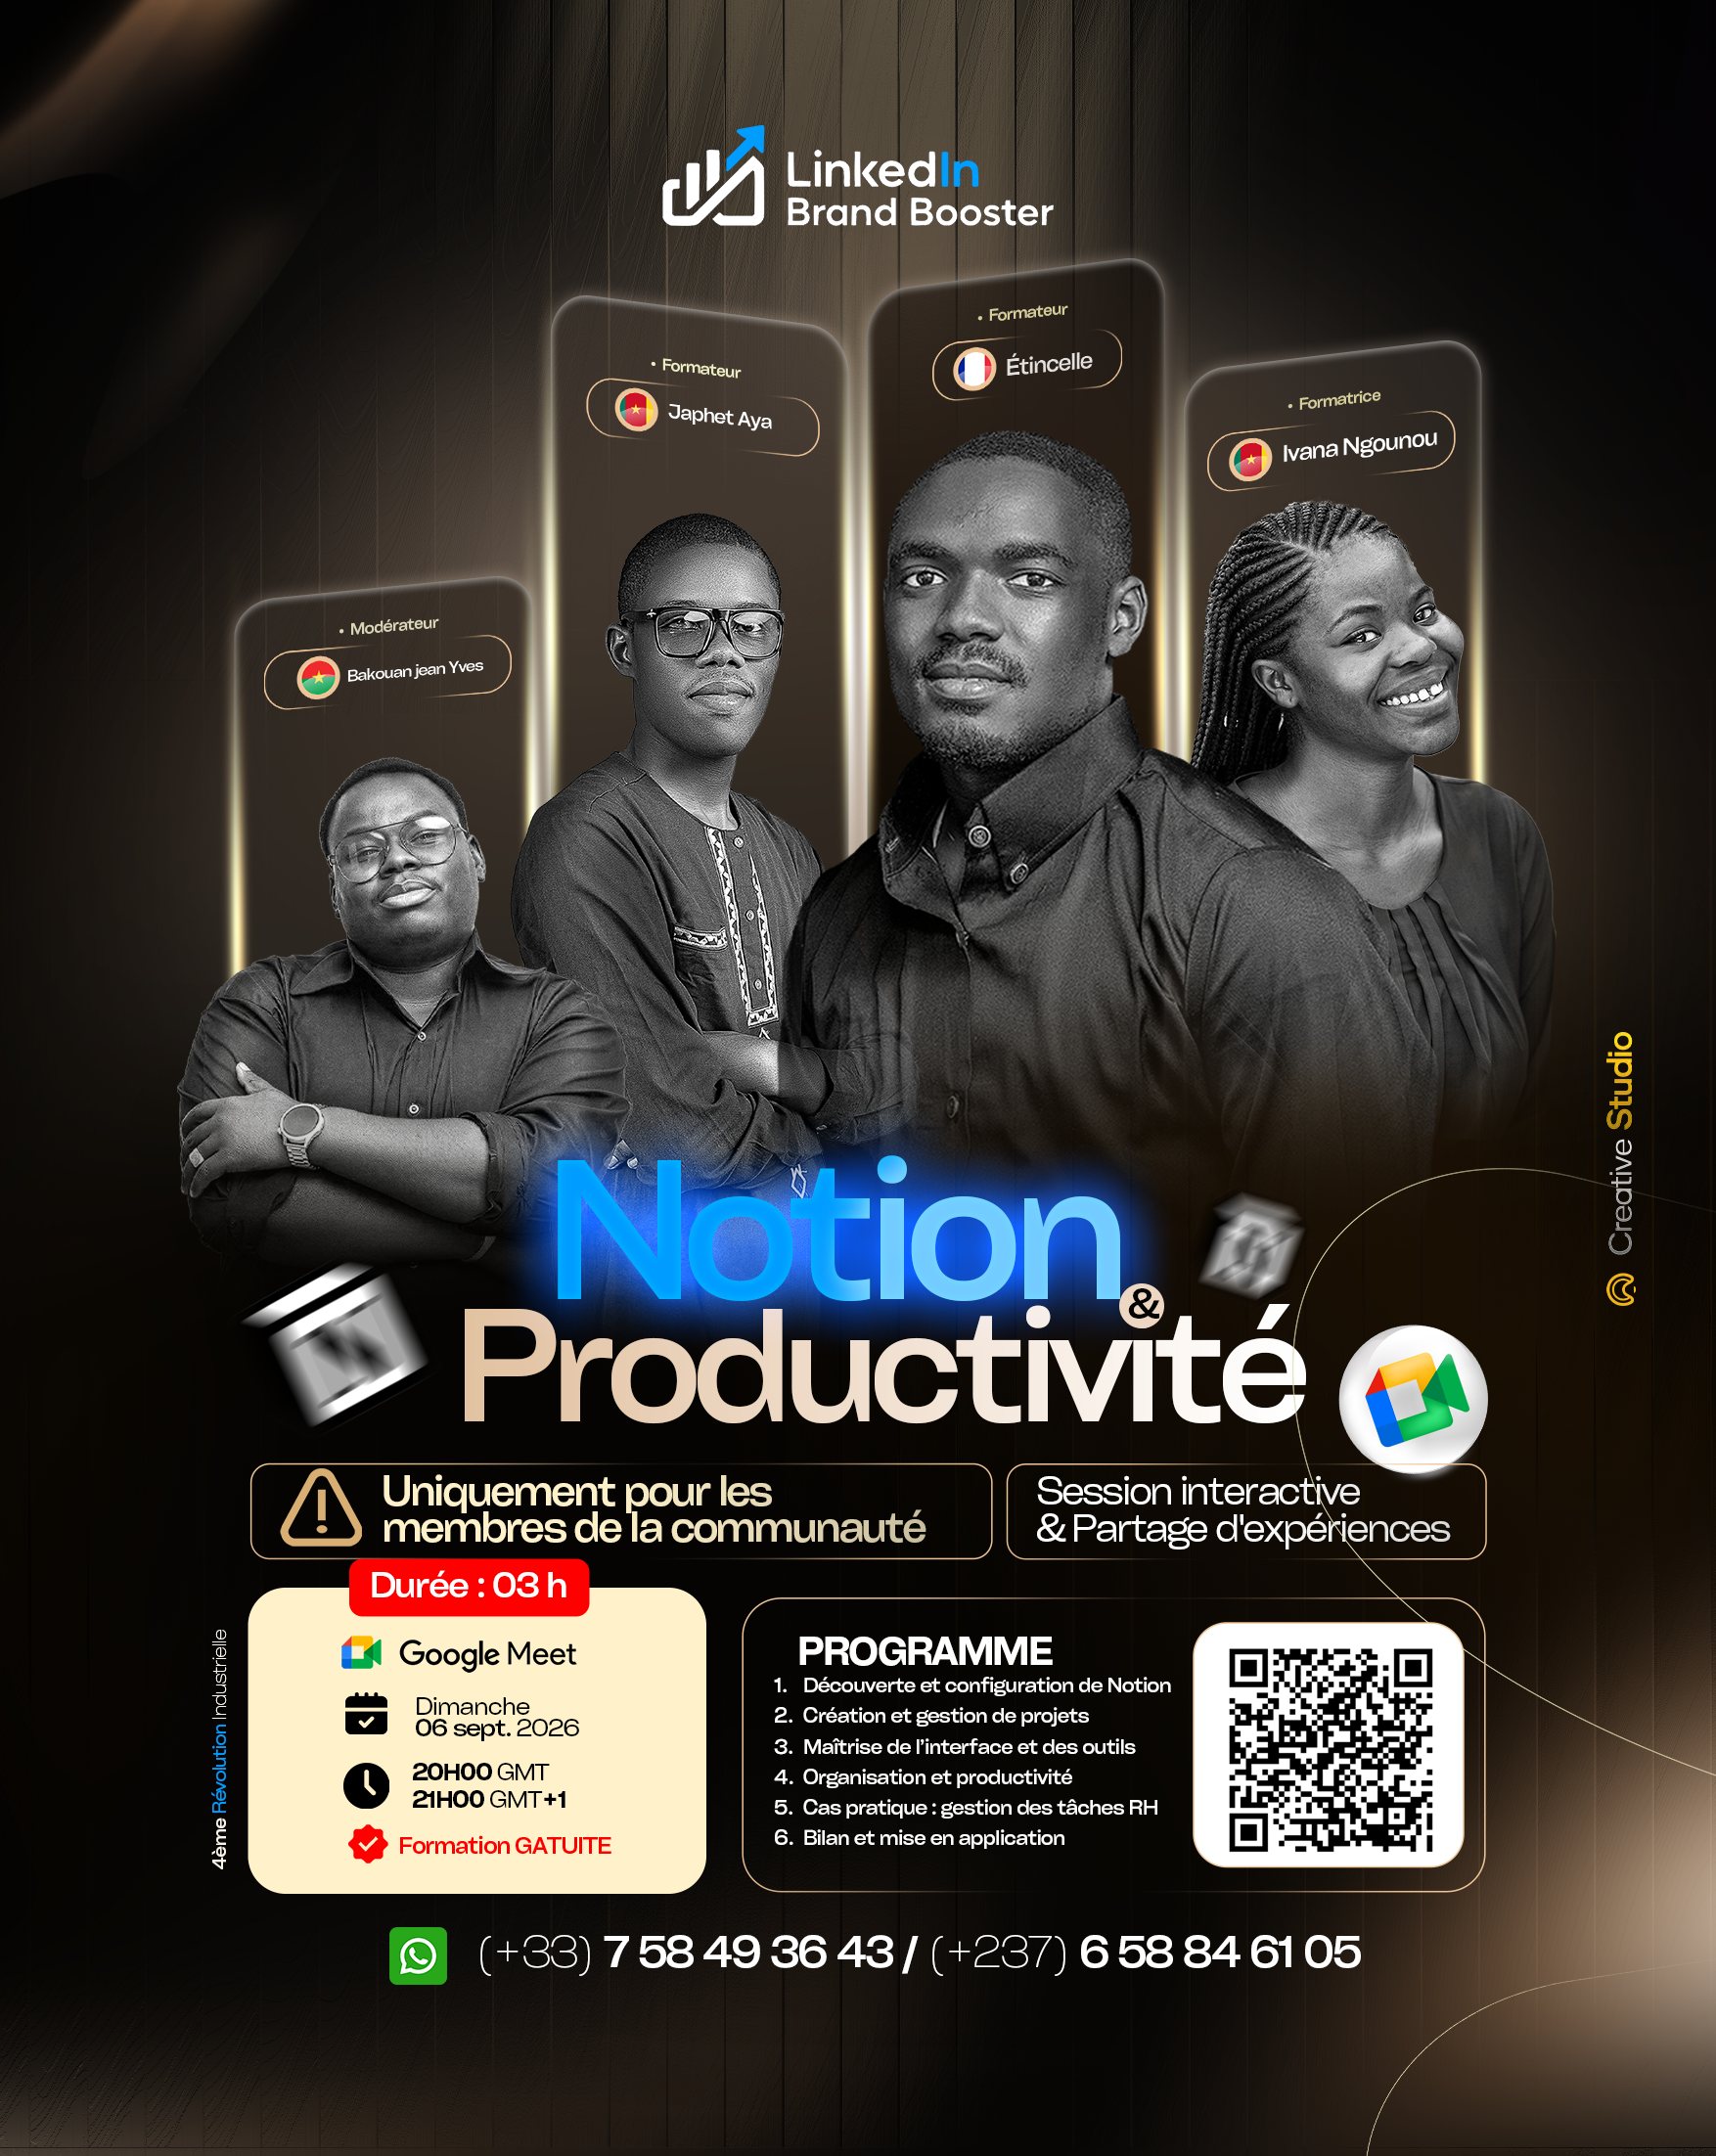 LinkedIn
Brand Booster
• Formateur
Étincelle
• Formateur
Japhet Aya
• Formatrice
Ivana Ngounou
• Modérateur
Bakouan jean Yves
Creative Studio
Notion
&
Productivité
Uniquement pour les
membres de la communauté
Session interactive
& Partage d'expériences
Durée : 03 h
Google Meet
Dimanche
06 sept. 2026
20H00 GMT
21H00 GMT+1
Formation GATUITE
4ème Révolution Industrielle
PROGRAMME
1. Découverte et configuration de Notion
2. Création et gestion de projets
3. Maîtrise de l'interface et des outils
4. Organisation et productivité
5. Cas pratique : gestion des tâches RH
6. Bilan et mise en application
(+33) 7 58 49 36 43 / (+237) 6 58 84 61 05